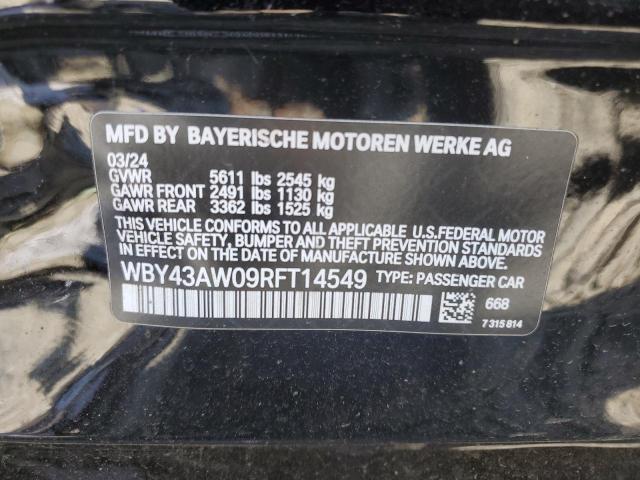 MFD BY BAYERISCHE MOTOREN WERKE AG
03/24
GVWR 5611 lbs 2545 kg
GAWR FRONT 2491 lbs 1130 kg
GAWR REAR 3362 lbs 1525 kg
THIS VEHICLE CONFORMS TO ALL APPLICABLE U.S.FEDERAL MOTOR
VEHICLE SAFETY, BUMPER AND THEFT PREVENTION STANDARDS
IN EFFECT ON THE DATE OF MANUFACTURE SHOWN ABOVE.
WBY43AW09RFT14549 TYPE: PASSENGER CAR
668
7 315 814